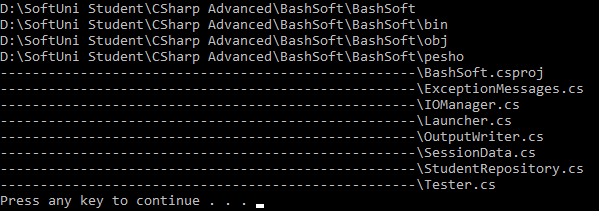 D:\SoftUni Student\CSharp Advanced\BashSoft\BashSoft
D:\SoftUni Student\CSharp Advanced\BashSoft\BashSoft\bin
D:\SoftUni Student\CSharp Advanced\BashSoft\BashSoft\obj
D:\SoftUni Student\CSharp Advanced\BashSoft\BashSoft\pesho
----------------------------------------------------\BashSoft.csproj
----------------------------------------------------\ExceptionMessages.cs
----------------------------------------------------\IOManager.cs
----------------------------------------------------\Launcher.cs
----------------------------------------------------\OutputWriter.cs
----------------------------------------------------\SessionData.cs
----------------------------------------------------\StudentRepository.cs
----------------------------------------------------\Tester.cs
Press any key to continue . . .